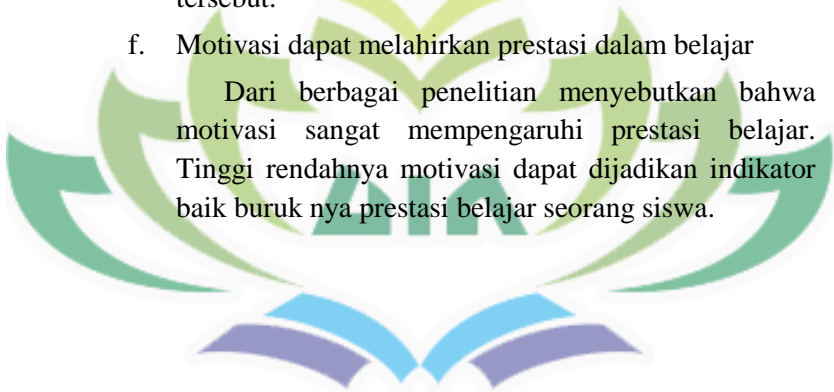 tersebut.
f. Motivasi dapat melahirkan prestasi dalam belajar
Dari berbagai penelitian menyebutkan bahwa
motivasi sangat mempengaruhi prestasi belajar.
Tinggi rendahnya motivasi dapat dijadikan indikator
baik buruk nya prestasi belajar seorang siswa.